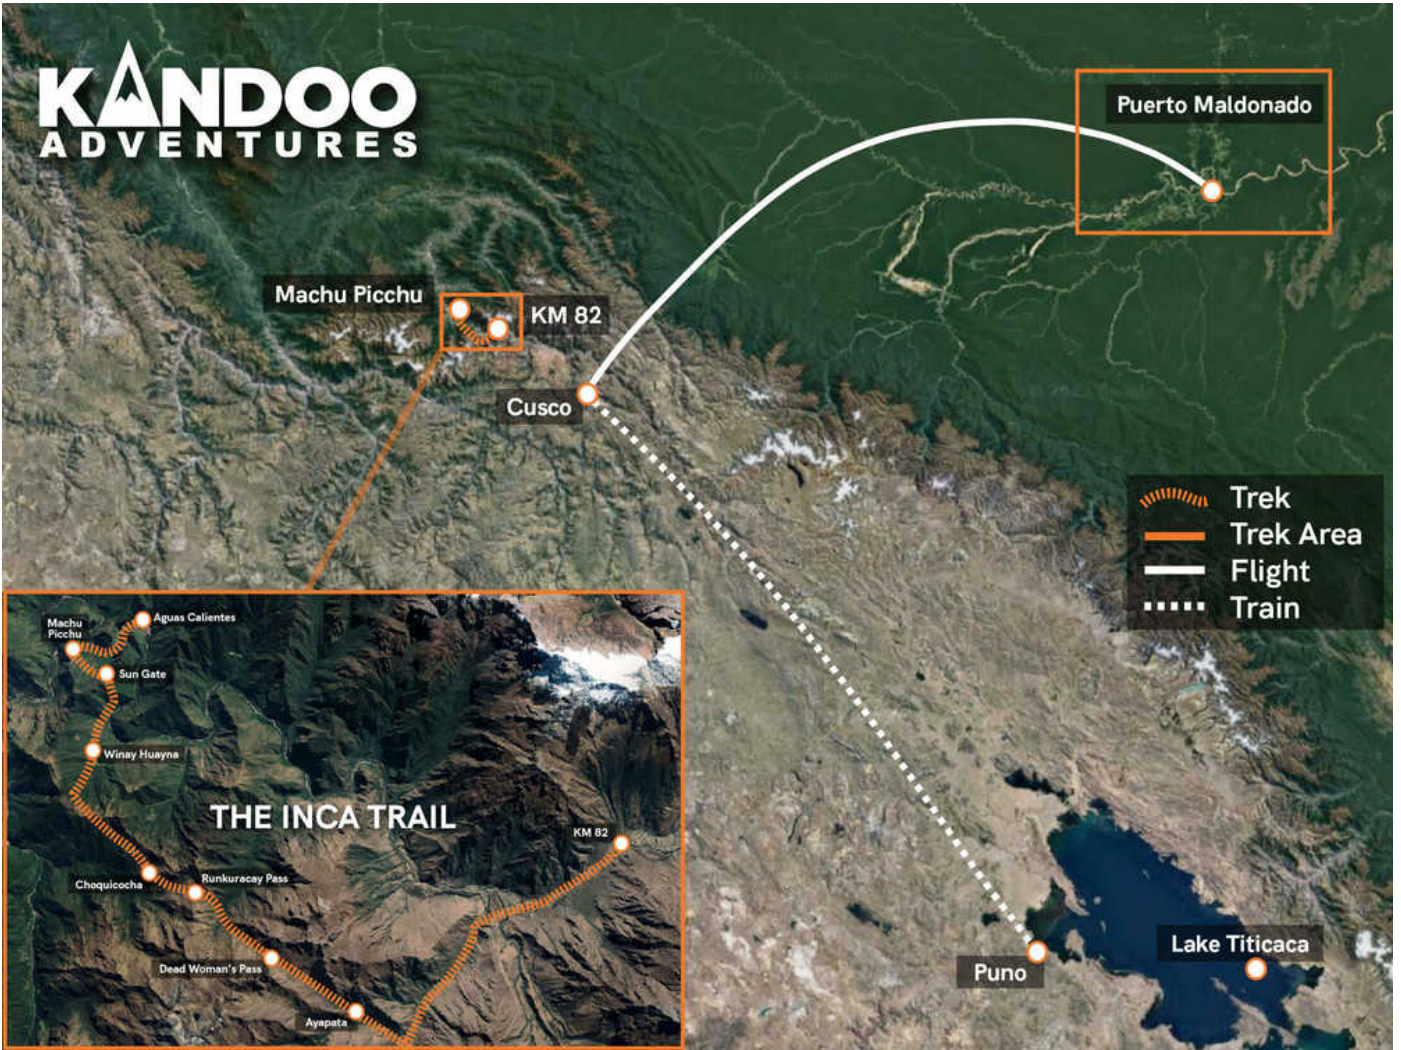 KANDOO
ADVENTURES
Puerto Maldonado
Machu Picchu
KM 82
Cusco
Trek
Trek Area
Flight
Train
Machu
Picchu
Aguas Calientes
Sun Gate
Winay Huayna
THE INCA TRAIL
KM 82
Choquicocha
Runkuracay Pass
Dead Woman's Pass
Ayapata
Lake Titicaca
Puno